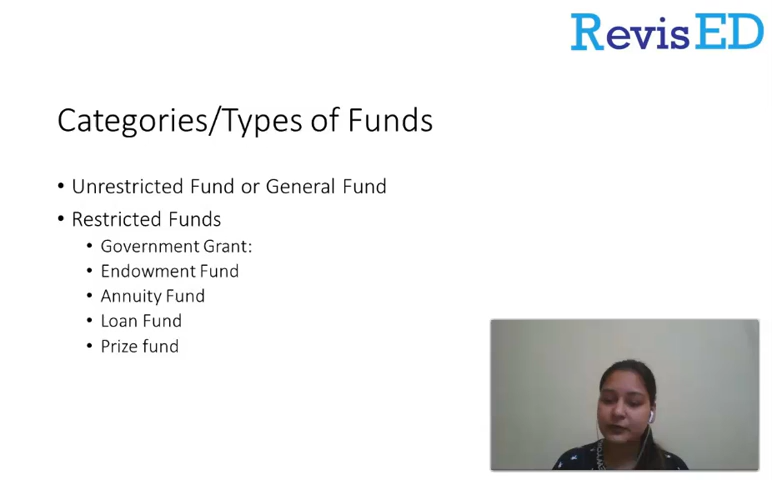 RevisED
Categories/Types of Funds
• Unrestricted Fund or General Fund
• Restricted Funds
• Government Grant:
• Endowment Fund
• Annuity Fund
• Loan Fund
• Prize fund